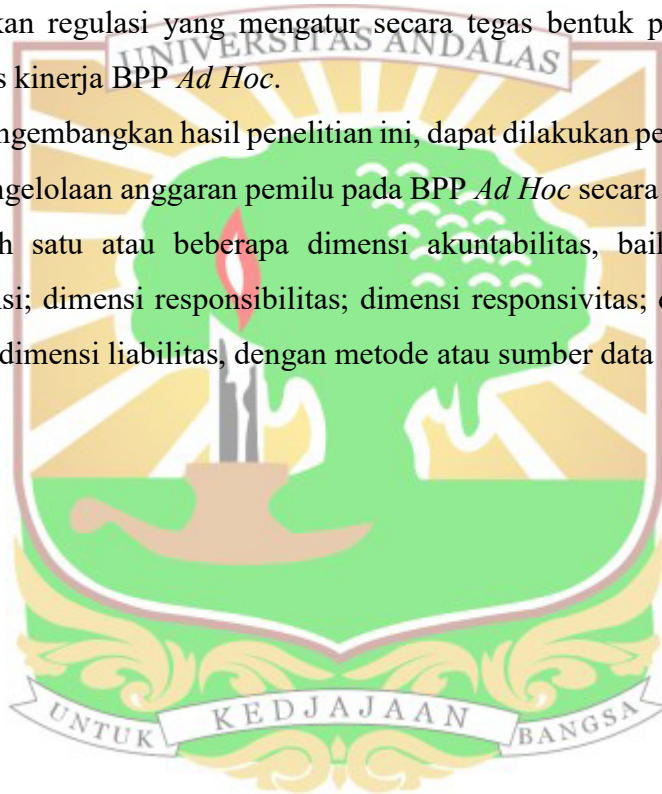 kan regulasi yang mengatur secara tegas bentuk p
UNIVERSITAS ANDALAS
s kinerja BPP Ad Hoc.
ngembangkan hasil penelitian ini, dapat dilakukan pe
ngelolaan anggaran pemilu pada BPP Ad Hoc secara
h satu atau beberapa dimensi akuntabilitas, baik
si; dimensi responsibilitas; dimensi responsivitas;
dimensi liabilitas, dengan metode atau sumber data
UNTUK KEDJAJAAN BANGSA